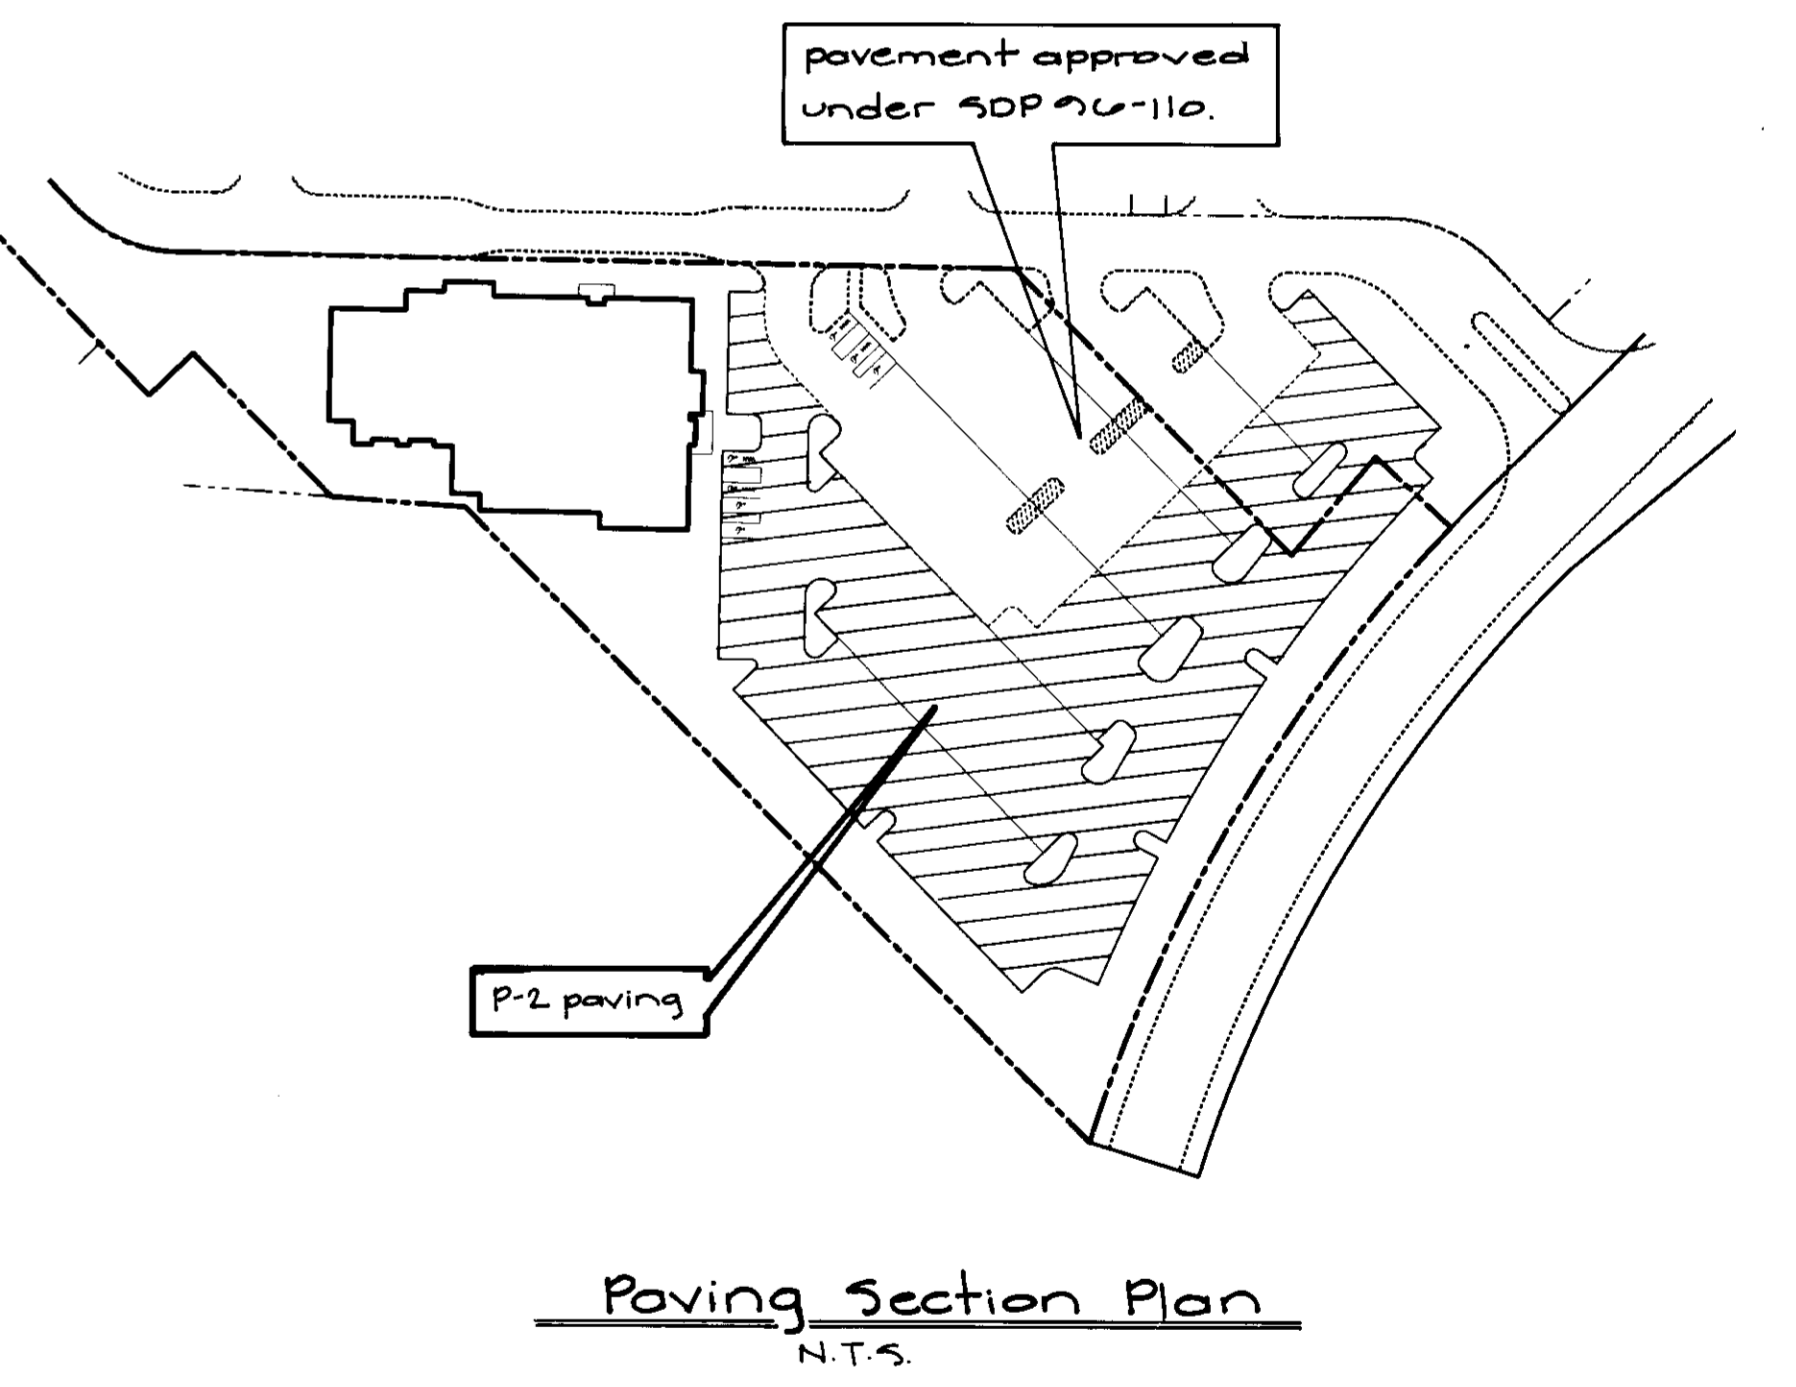 pavement approved
under SDP 96-110.
P-2 paving
Paving Section Plan
N.T.S.